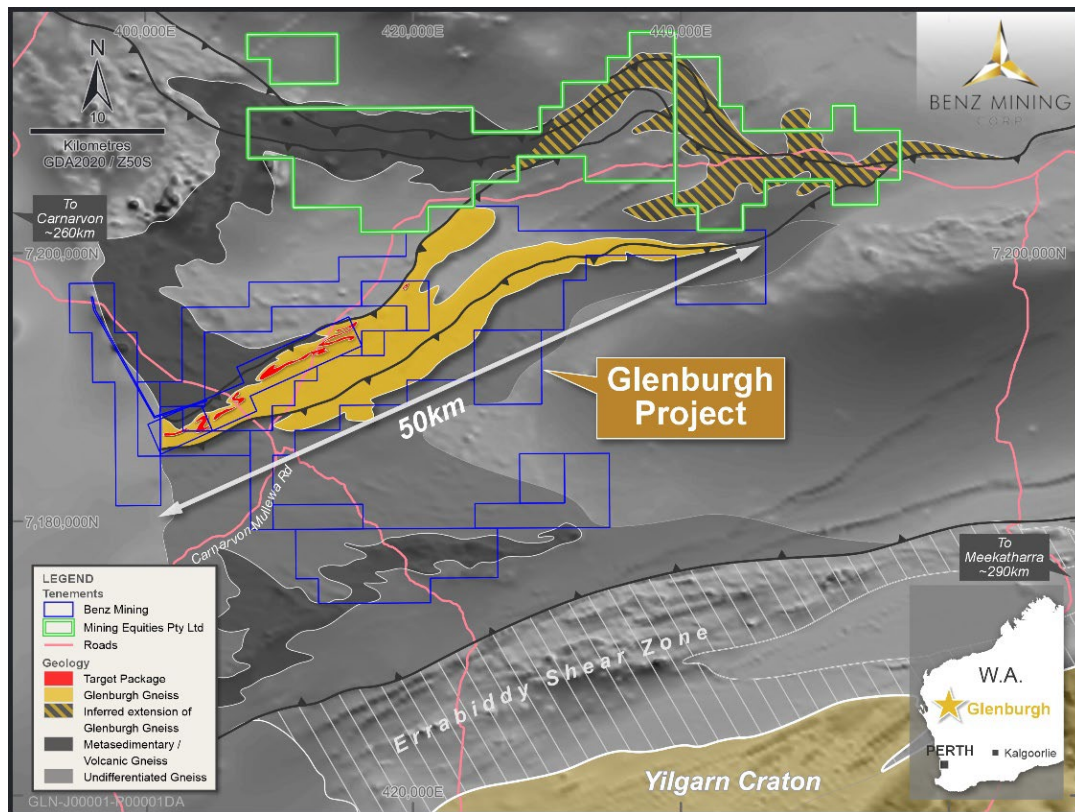 400,000E
420,000E
440,000E
N
10
Kilometres
GDA2020 / Z50S
BENZ MINING
CORP
To
Carnarvon
~260km
7,200,000N
7,200,000N
Glenburgh
Project
50km
7,180,000N
Carnarvon-Mullewa Rd
To
Meekatharra
~290km
Errabiddy Shear Zone
Yilgarn Craton
LEGEND
Tenements
Benz Mining
Mining Equities Pty Ltd
Roads
Geology
Target Package
Glenburgh Gneiss
Inferred extension of
Glenburgh Gneiss
Metasedimentary /
Volcanic Gneiss
Undifferentiated Gneiss
GLN-J00001-P00001DA
420,000E
W.A.
Glenburgh
PERTH
Kalgoorlie